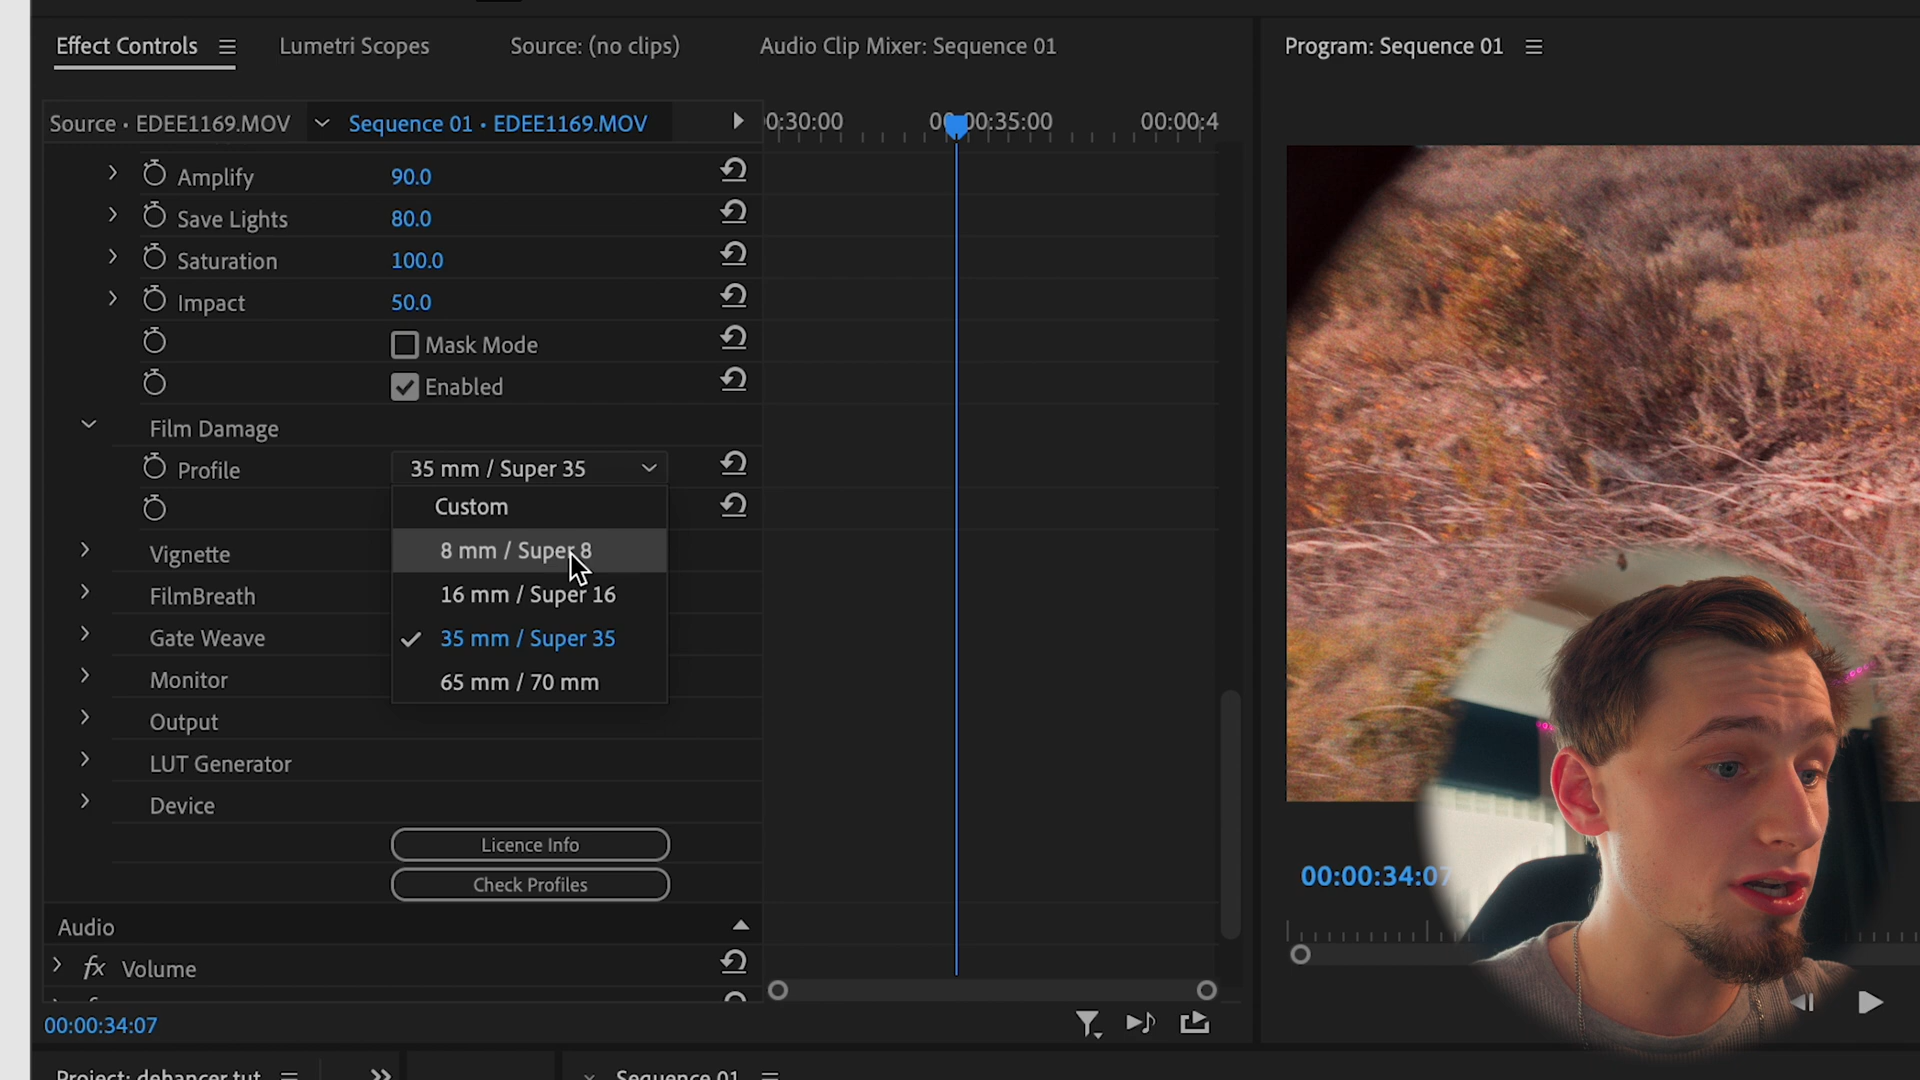 Effect Controls
Lumetri Scopes
Source: (no clips)
Audio Clip Mixer: Sequence 01
Program: Sequence 01
Source • EDEE1169.MOV
Sequence 01 • EDEE1169.MOV
0:30:00
00:00:35:00
00:00:4
Amplify 90.0
Save Lights 80.0
Saturation 100.0
Impact 50.0
Mask Mode
Enabled
Film Damage
Profile 35 mm / Super 35
Custom
8 mm / Super 8
16 mm / Super 16
35 mm / Super 35
65 mm / 70 mm
Vignette
FilmBreath
Gate Weave
Monitor
Output
LUT Generator
Device
Licence Info
Check Profiles
Audio
fx Volume
00:00:34:07
00:00:34:07
Project: dehancer tut
Sequence 01